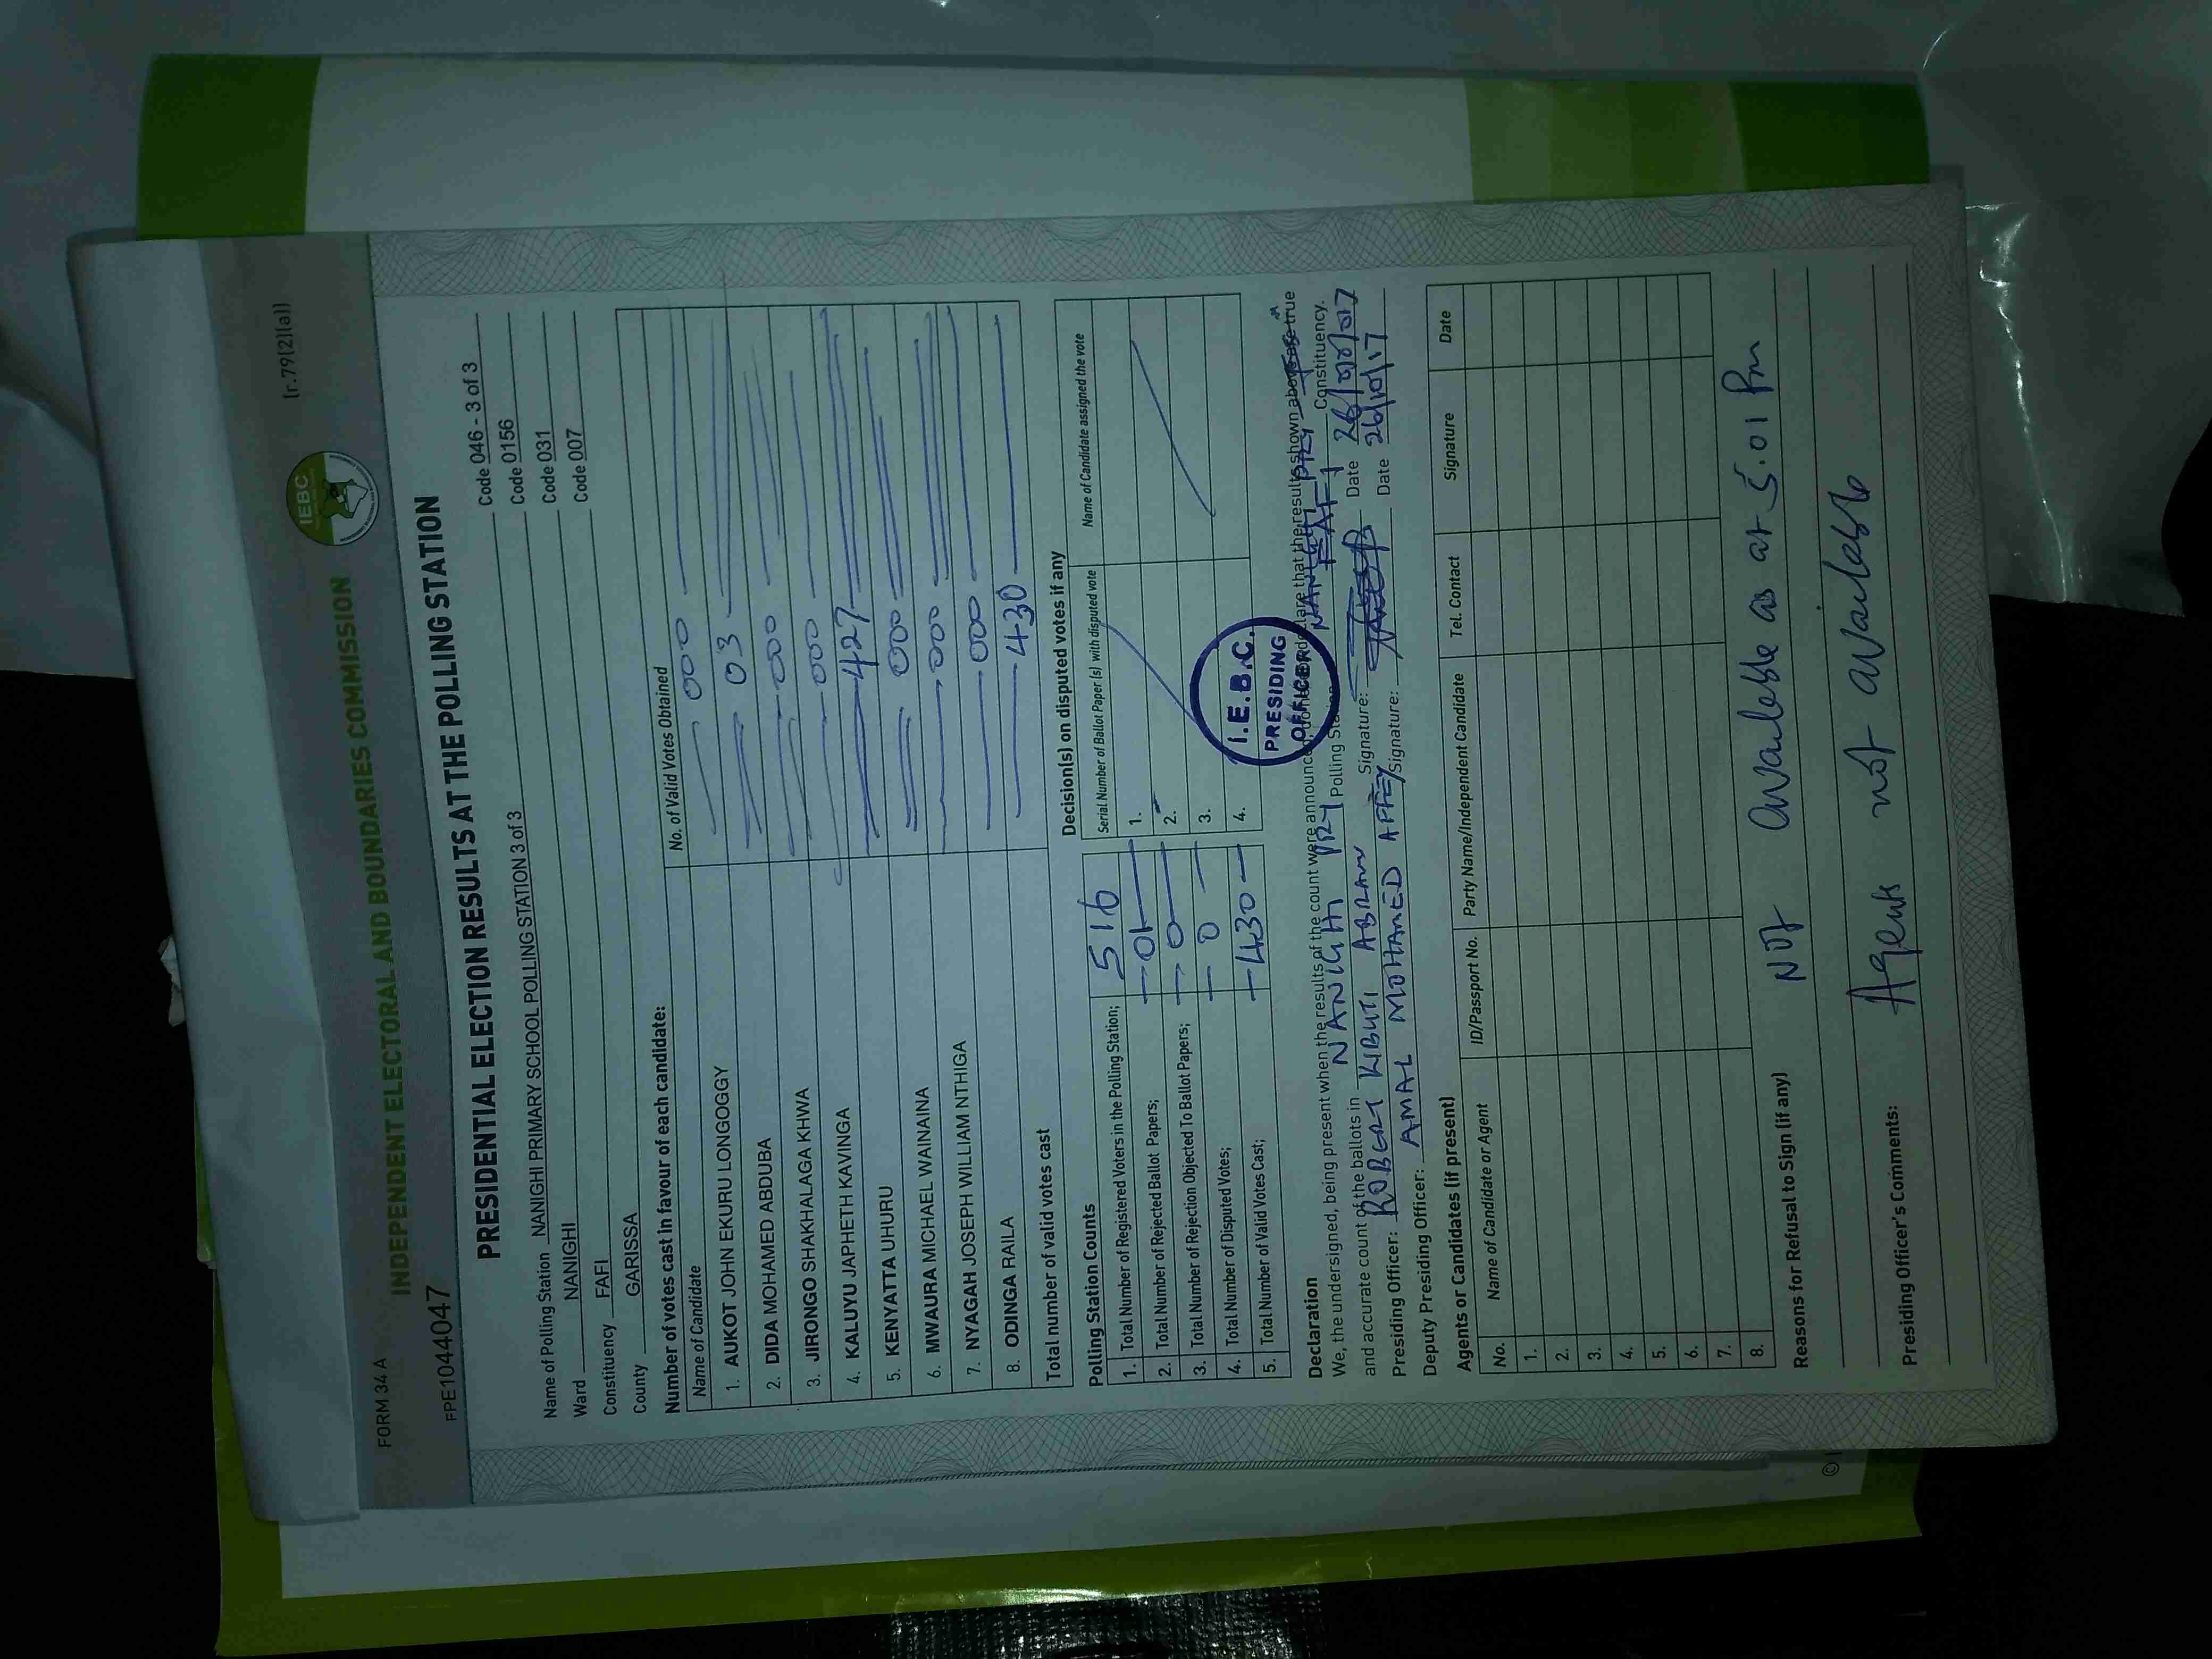 FORM 34 A
(r.79(2)(a))
IEBC
INDEPENDENT ELECTORAL AND BOUNDARIES COMMISSION
FPE1044047
PRESIDENTIAL ELECTION RESULTS AT THE POLLING STATION
Name of Polling Station NANIGHI PRIMARY SCHOOL POLLING STATION 3 of 3 Code 046 - 3 of 3
Ward NANIGHI Code 0156
Constituency FAFI Code 031
County GARISSA Code 007
Number of votes cast in favour of each candidate:
Name of Candidate No. of Valid Votes Obtained
1. AUKOT JOHN EKURU LONGOGGY 000
2. DIDA MOHAMED ABDUBA 03
3. JIRONGO SHAKHALAGA KHWA 000
4. KALUYU JAPHETH KAVINGA 000
5. KENYATTA UHURU 427
6. MWAURA MICHAEL WAINAINA 000
7. NYAGAH JOSEPH WILLIAM NTHIGA 000
8. ODINGA RAILA 000
Total number of valid votes cast 430
Polling Station Counts
1. Total Number of Registered Voters in the Polling Station; 516
2. Total Number of Rejected Ballot Papers; 01
3. Total Number of Rejection Objected To Ballot Papers; 0
4. Total Number of Disputed Votes; 0
5. Total Number of Valid Votes Cast; 430
Decision(s) on disputed votes if any
Serial Number of Ballot Paper (s) with disputed vote Name of Candidate assigned the vote
1.
2.
3.
4.
I.E.B.C.
PRESIDING
OFFICER
Declaration
We, the undersigned, being present when the results of the count were announced, do hereby declare that the results shown above are true
and accurate count of the ballots in NANIGHI PRY Polling Station FAFI Constituency.
Presiding Officer: ROBERT KIBUTI ABRAM Signature: Date 26/10/017
Deputy Presiding Officer: AMAL MOHAMED AFFEY Signature: Date 26/10/17
Agents or Candidates (if present)
No. Name of Candidate or Agent ID/Passport No. Party Name/Independent Candidate Tel. Contact Signature Date
1.
2.
3.
4.
5.
6.
7.
8.
Reasons for Refusal to Sign (if any) Not available as at 5.01 Pm
Presiding Officer's Comments: Agents not available